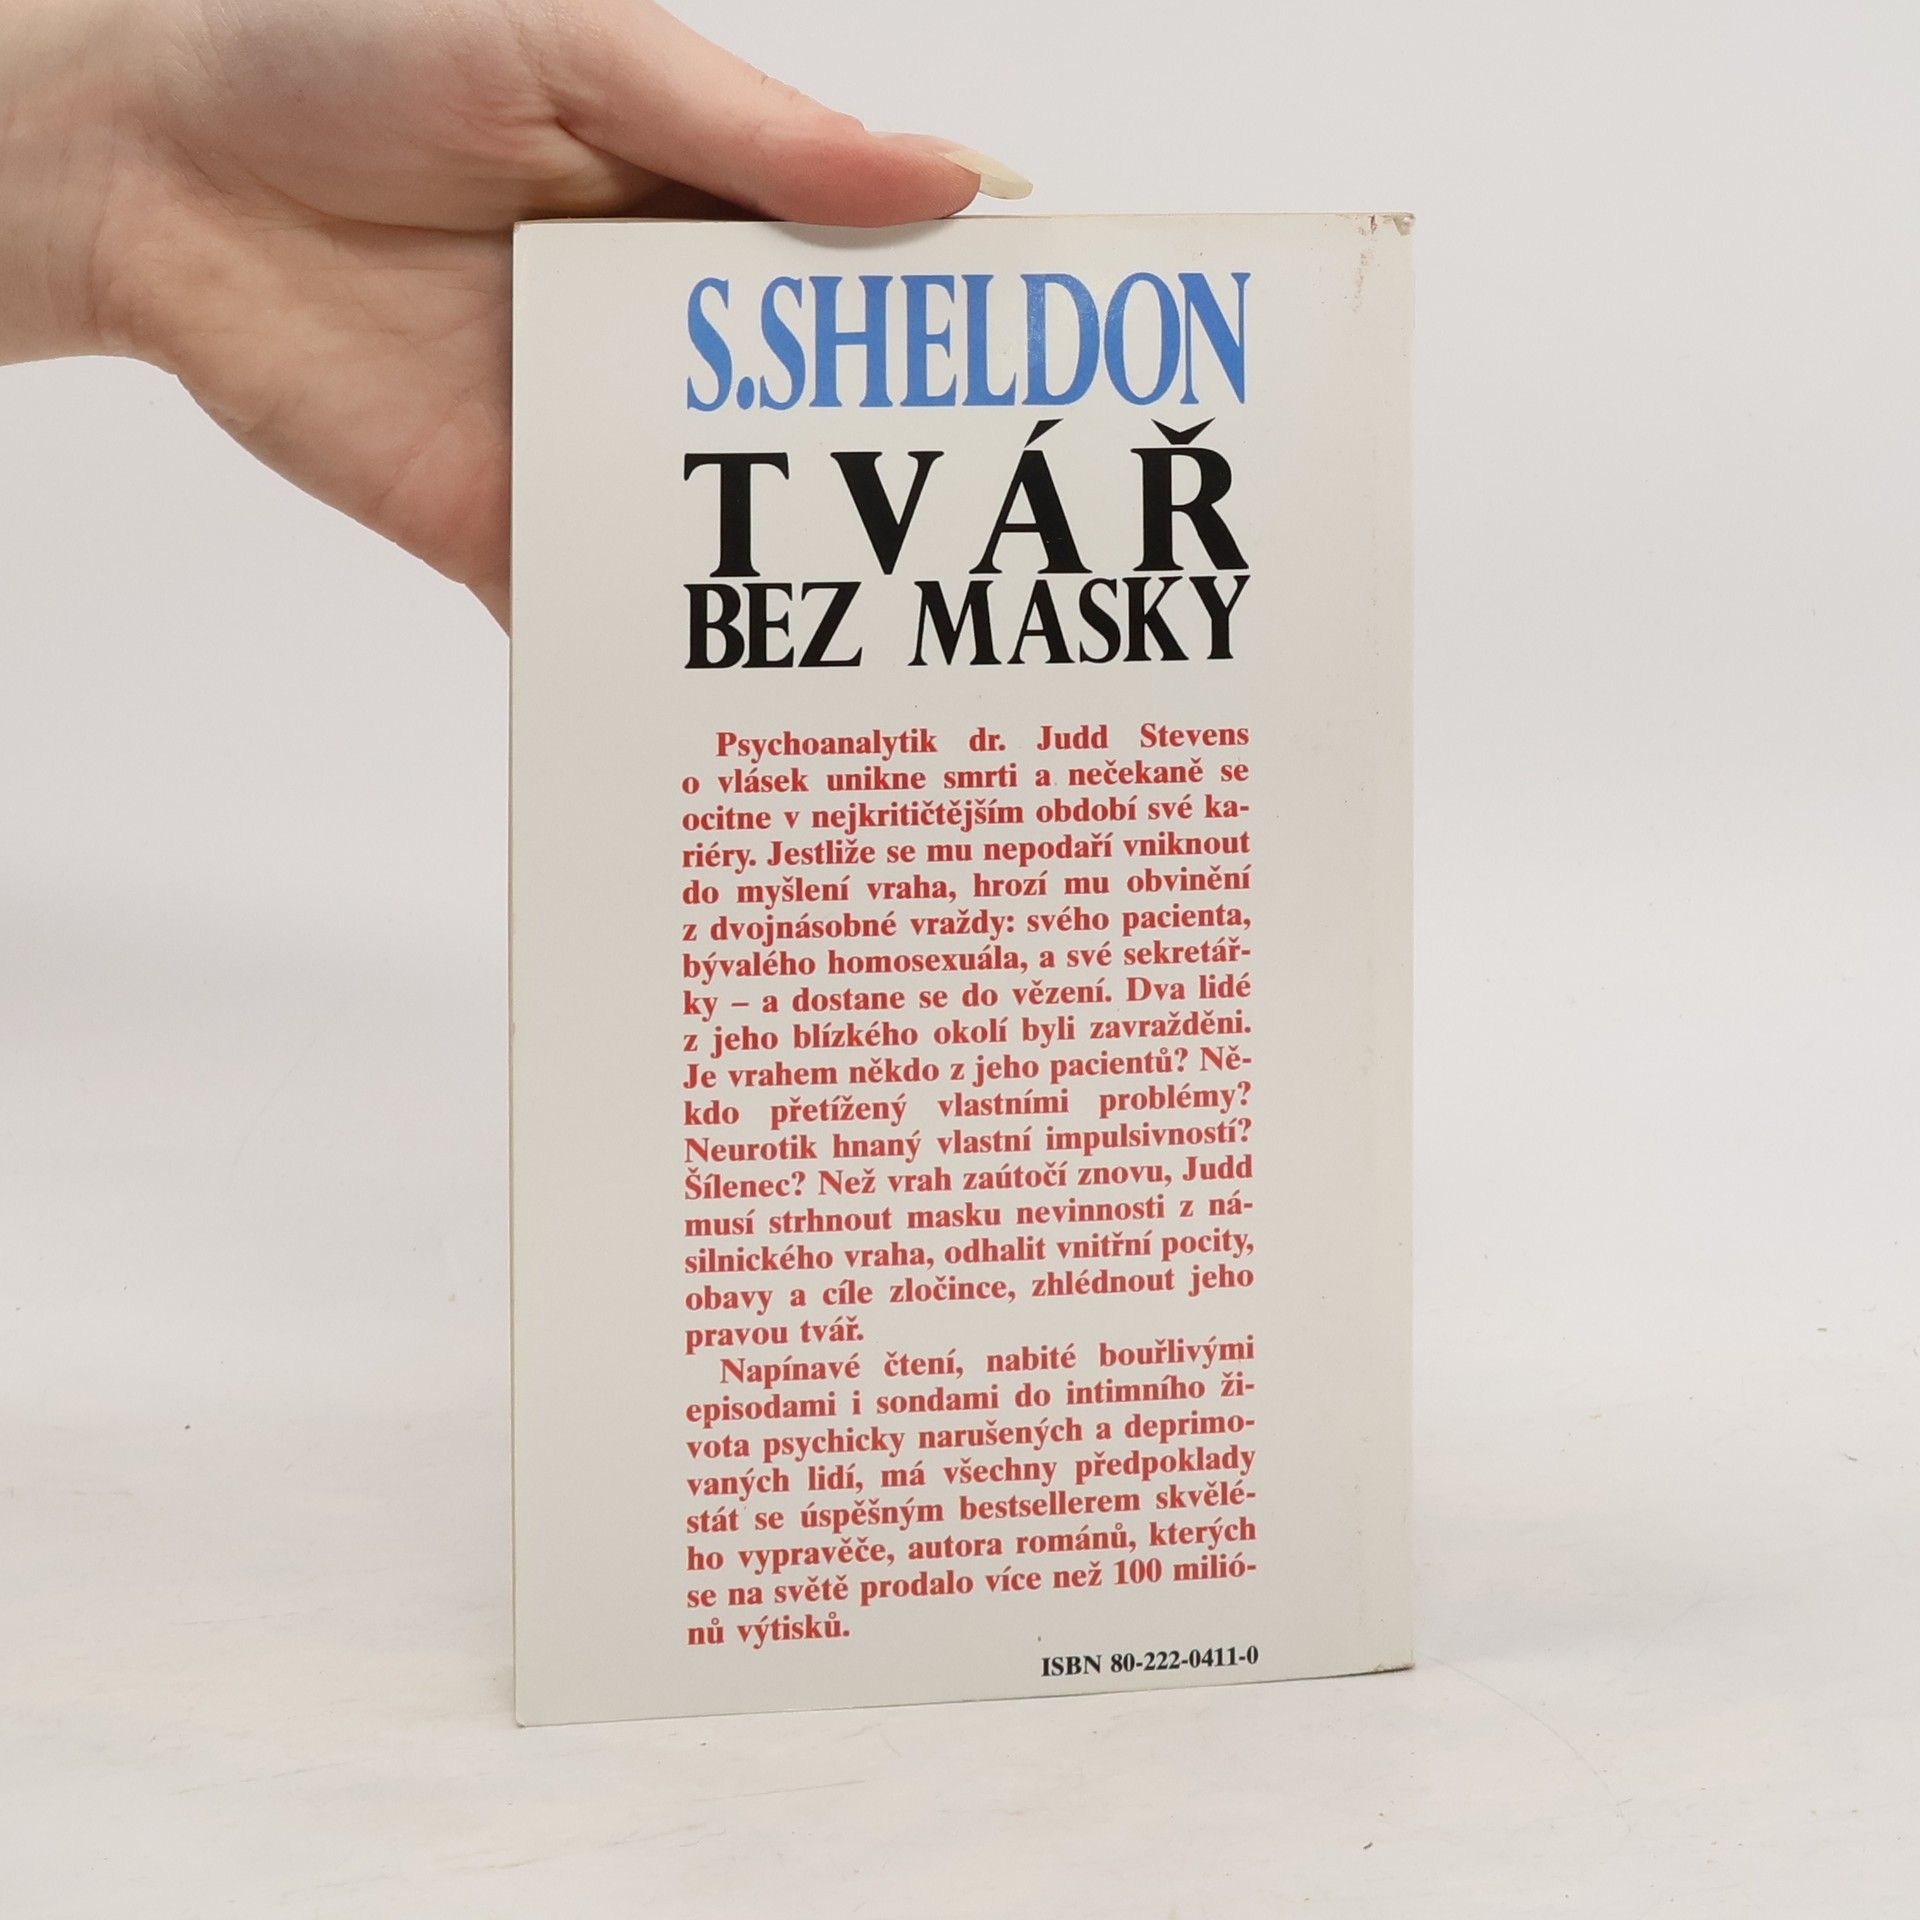 S.SHELDON
TVÁŘ
BEZ MASKY
Psychoanalytik dr. Judd Stevens
o vlásek unikne smrti a nečekaně se
ocitne v nejkritičtějším období své ka-
riéry. Jestliže se mu nepodaří vniknout
do myšlení vraha, hrozí mu obvinění
z dvojnásobné vraždy: svého pacienta,
bývalého homosexuála, a své sekretář-
ky – a dostane se do vězení. Dva lidé
z jeho blízkého okolí byli zavražděni.
Je vrahem někdo z jeho pacientů? Ně-
kdo přetížený vlastními problémy?
Neurotik hnaný vlastní impulsivností?
Šílenec? Než vrah zaútočí znovu, Judd
musí strhnout masku nevinnosti z ná-
silnického vraha, odhalit vnitřní pocity,
obavy a cíle zločince, zhlédnout jeho
pravou tvář.
Napínavé čtení, nabité bouřlivými
episodami i sondami do intimního ži-
vota psychicky narušených a deprimo-
vaných lidí, má všechny předpoklady
stát se úspěšným bestsellerem skvělé-
ho vypravěče, autora románů, kterých
se na světě prodalo více než 100 milió-
nů výtisků.
ISBN 80-222-0411-0